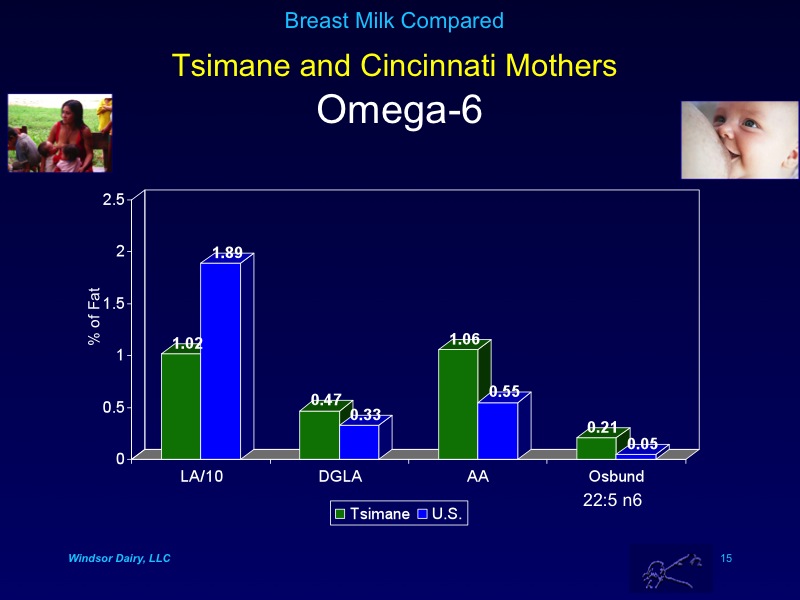 Breast Milk Compared
Tsimane and Cincinnati Mothers
Omega-6
2.5
2
1.5
1
0.5
0
% of Fat
1.02
1.89
0.47
0.33
1.06
0.55
0.21
0.05
LA/10
DGLA
AA
Osbund
22:5 n6
Tsimane
U.S.
Windsor Dairy, LLC
15